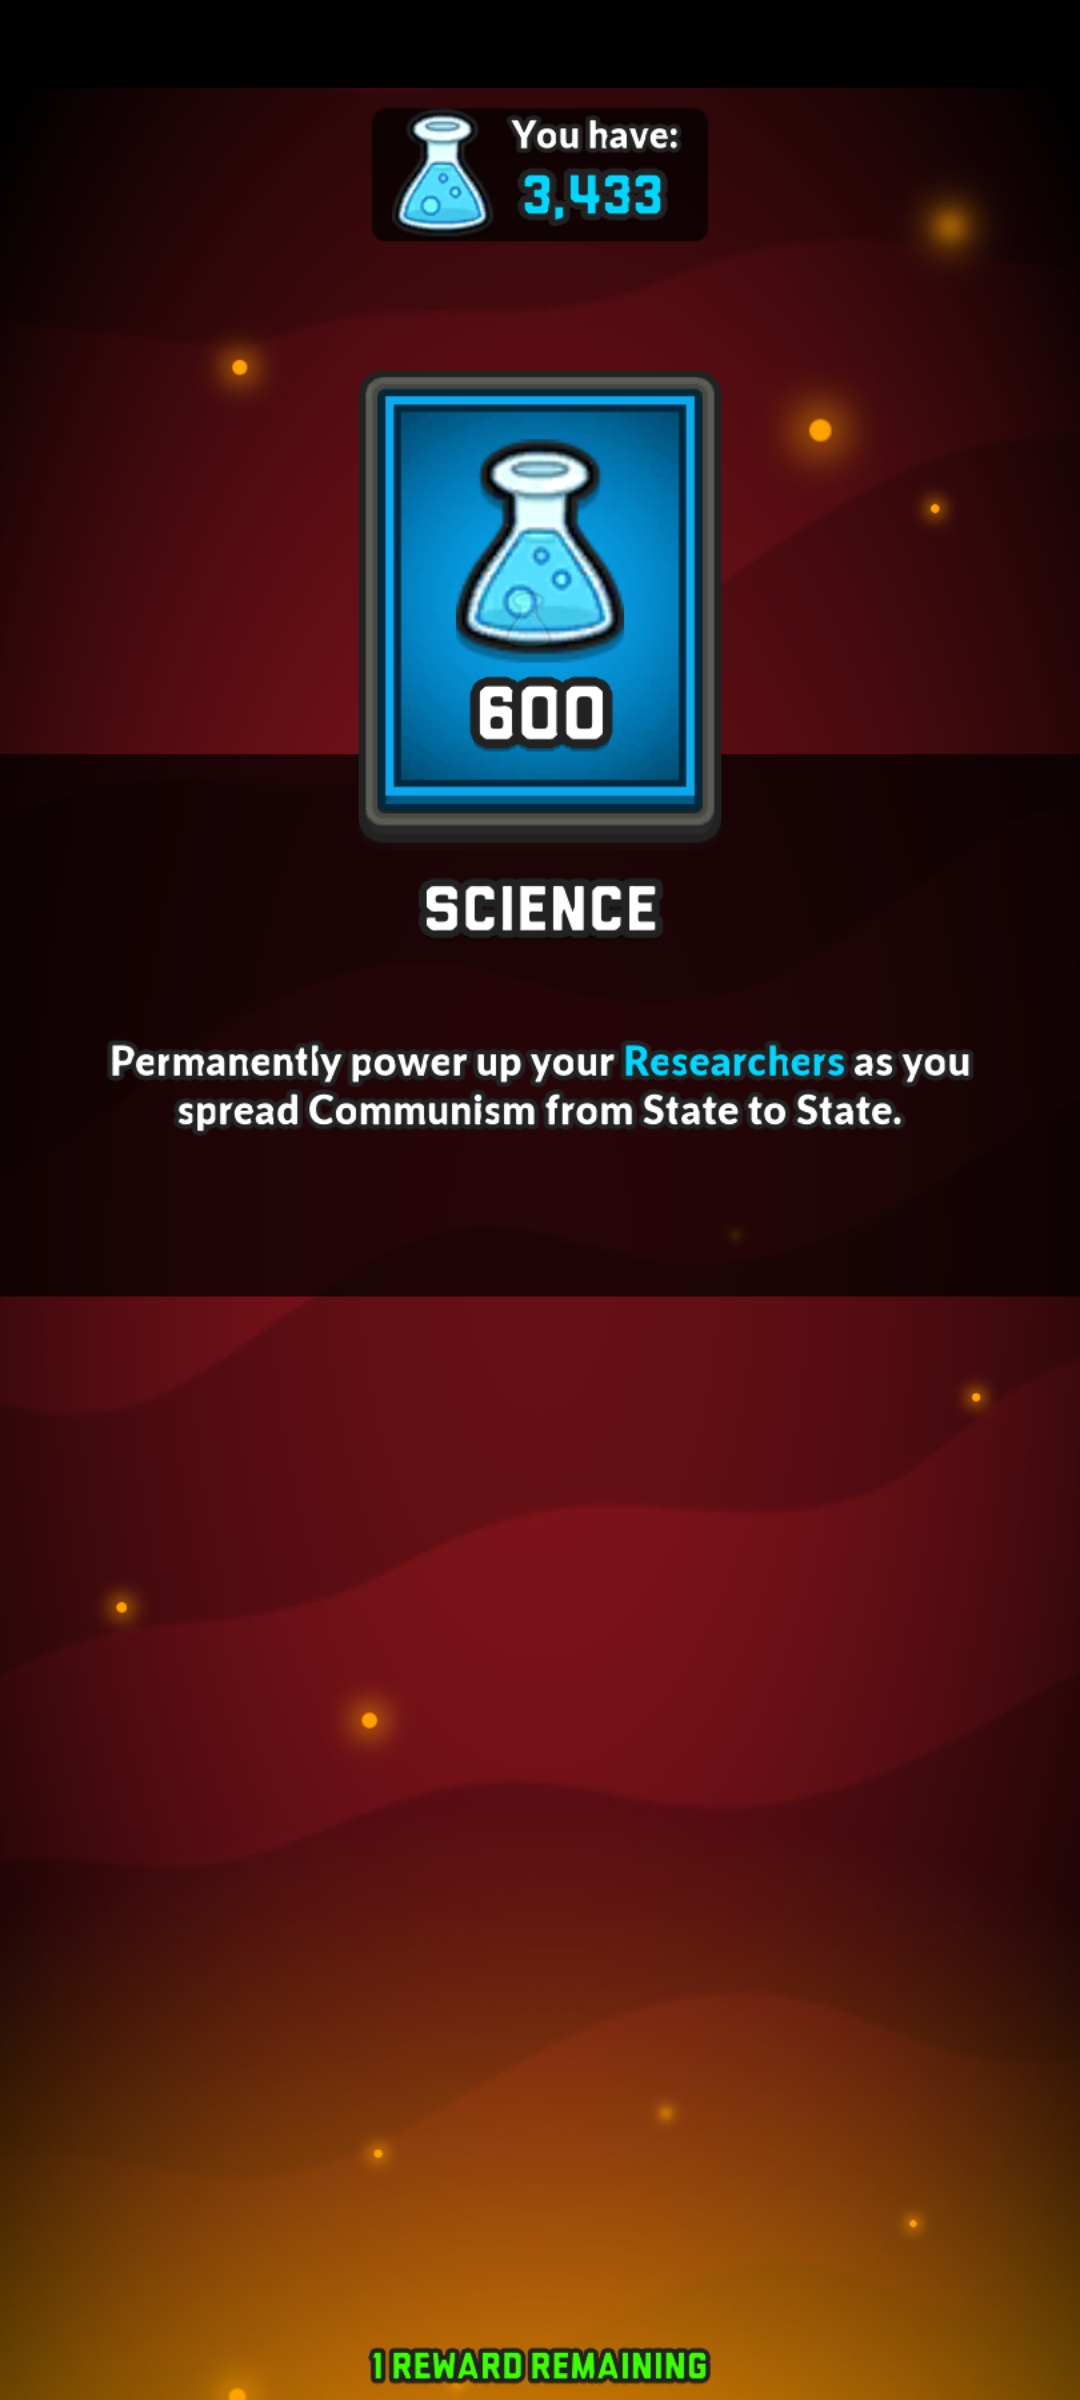 You have:
3,433
600
SCIENCE
Permanently power up your Researchers as you
spread Communism from State to State.
1 REWARD REMAINING